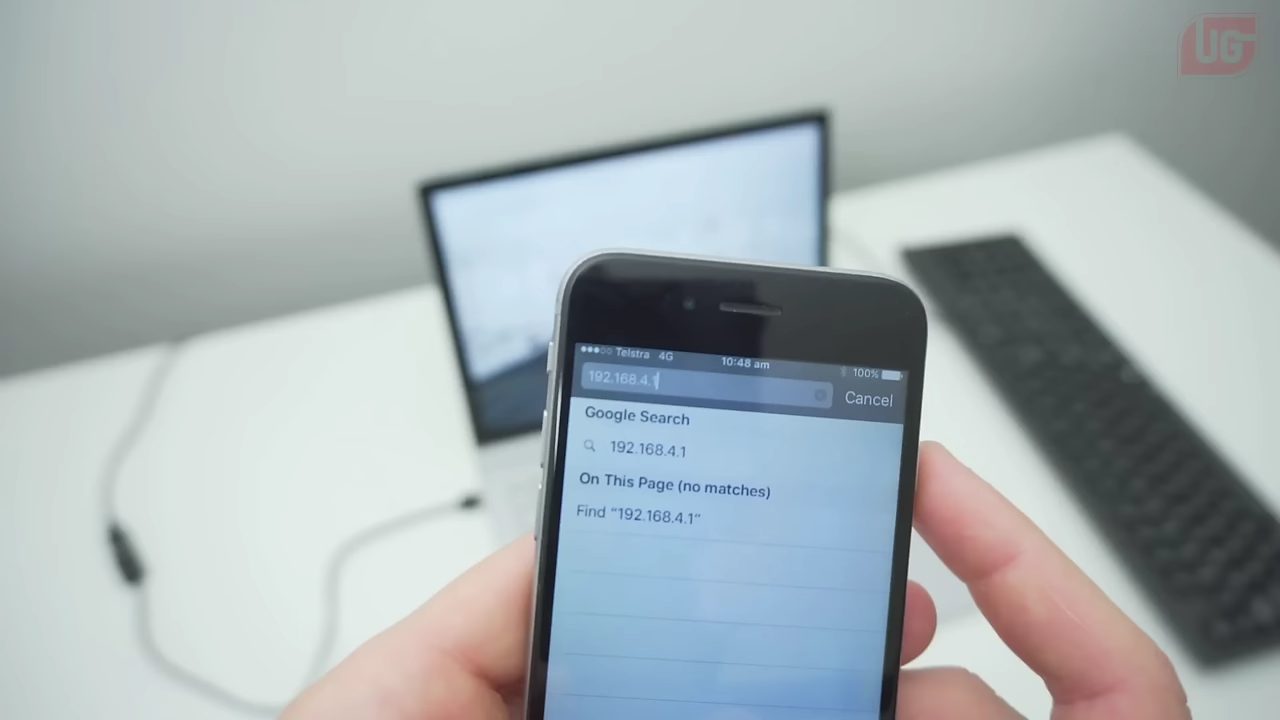 UG
Telstra 4G 10:48 am 100%
192.168.4.1 Cancel
Google Search
192.168.4.1
On This Page (no matches)
Find “192.168.4.1”